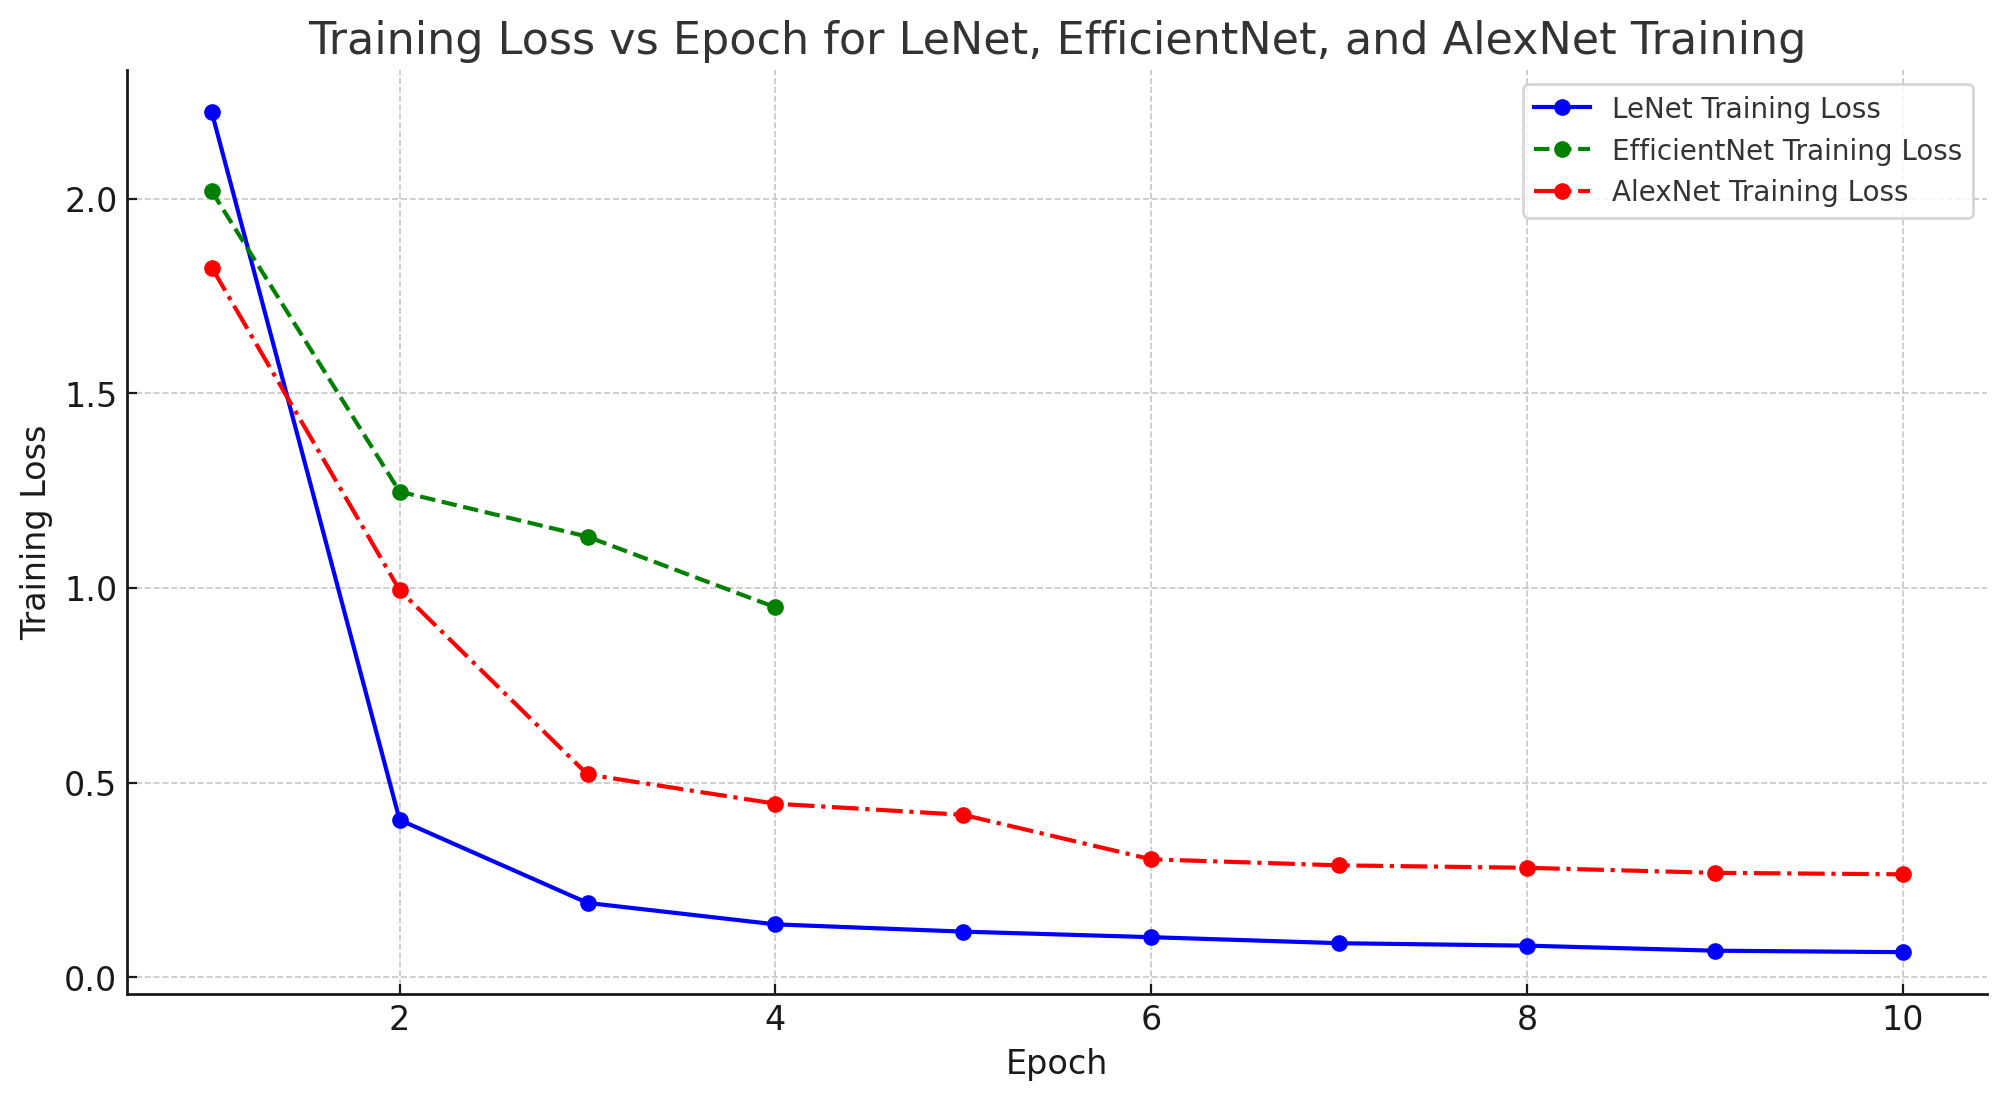 Training Loss vs Epoch for LeNet, EfficientNet, and AlexNet Training
LeNet Training Loss
EfficientNet Training Loss
AlexNet Training Loss
Training Loss
2.0
1.5
1.0
0.5
0.0
2 4 6 8 10
Epoch